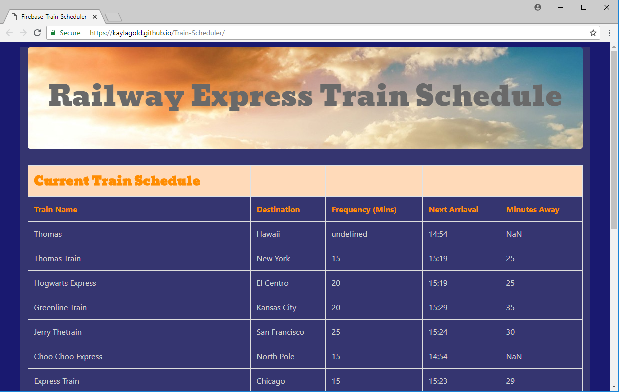 Firebase Train Scheduler
Secure https://kaylagold.github.io/Train-Scheduler/
Railway Express Train Schedule
Current Train Schedule
Train Name Destination Frequency (Mins) Next Arriaval Minutes Away
Thomas Hawaii undefined 14:54 NaN
Thomas Train New York 15 15:19 25
Hogwarts Express El Centro 20 15:19 25
Greenline Train Kansas City 20 15:29 35
Jerry Thetrain San Francisco 25 15:24 30
Choo Choo Express North Pole 15 14:54 NaN
Express Train Chicago 15 15:23 29